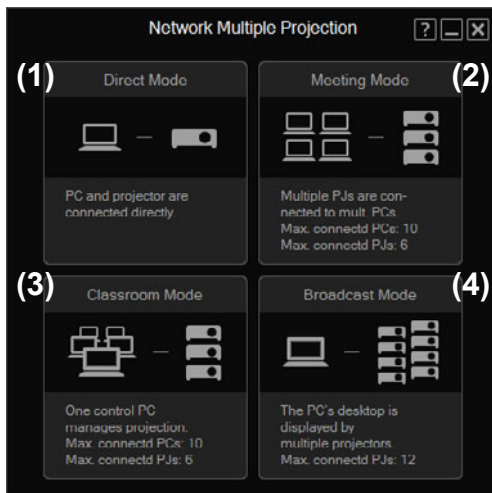 Network Multiple Projection
?
(1)
Direct Mode
PC and projector are
connected directly
(2)
Meeting Mode
Multiple PJs are con-
nected to mult. PCs
Max. connectd PCs: 10
Max. connectd PJs: 6
(3)
Classroom Mode
One control PC
manages projection.
Max. connectd PCs: 10
Max. connectd PJs: 6
(4)
Broadcast Mode
The PC's desktop is
displayed by
multiple projectors
Max. connectd PJs: 12